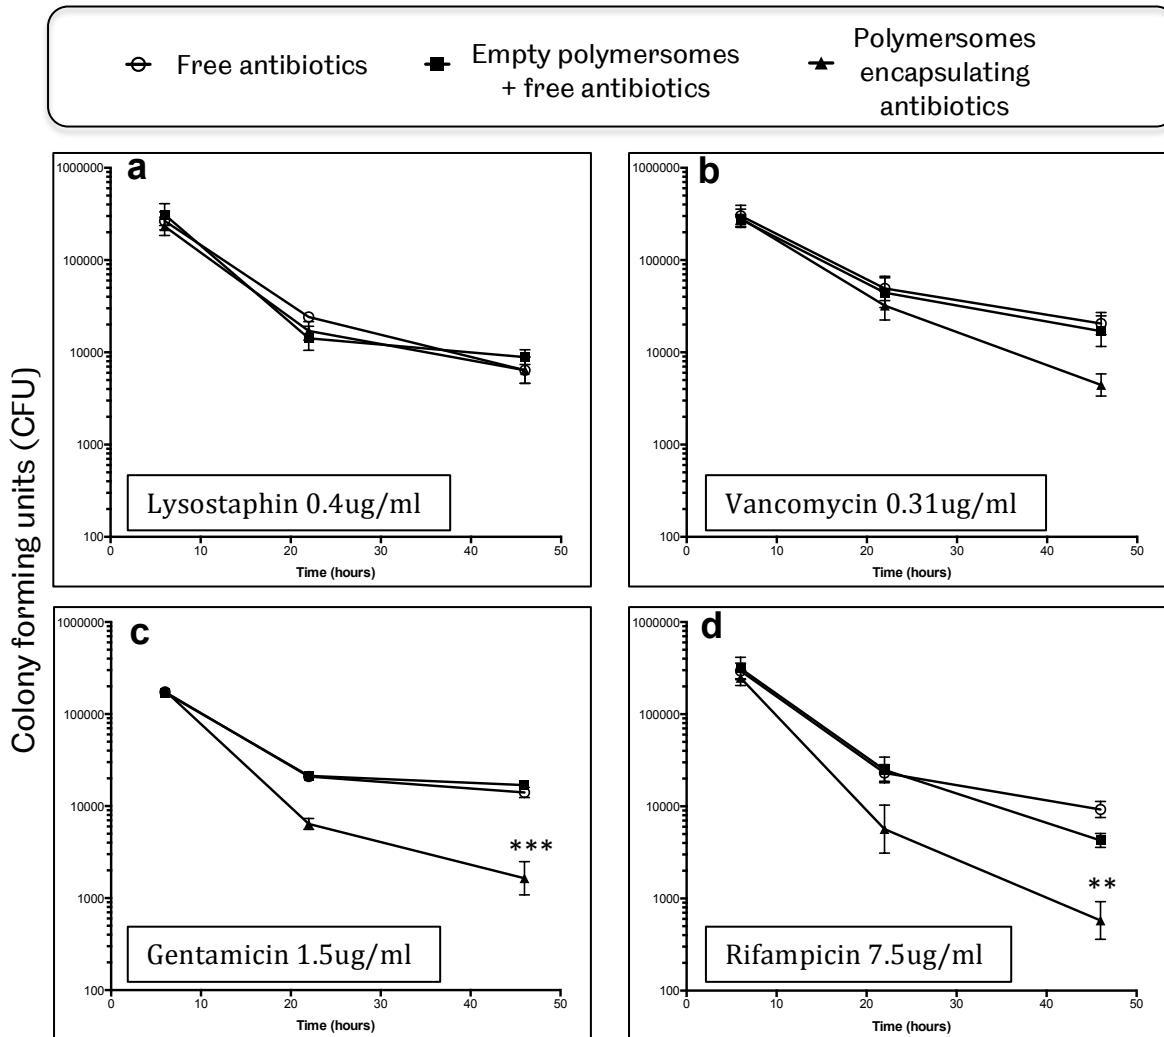 Free antibiotics
Empty polymersomes
+ free antibiotics
Polymersomes
encapsulating
antibiotics
Colony forming units (CFU)
a
1000000
100000
10000
1000
100
0
10
20
30
40
50
Time (hours)
Lysostaphin 0.4ug/ml
b
1000000
100000
10000
1000
100
0
10
20
30
40
50
Time (hours)
Vancomycin 0.31ug/ml
c
1000000
100000
10000
1000
100
0
10
20
30
40
50
Time (hours)
***
Gentamicin 1.5ug/ml
d
1000000
100000
10000
1000
100
0
10
20
30
40
50
Time (hours)
**
Rifampicin 7.5ug/ml